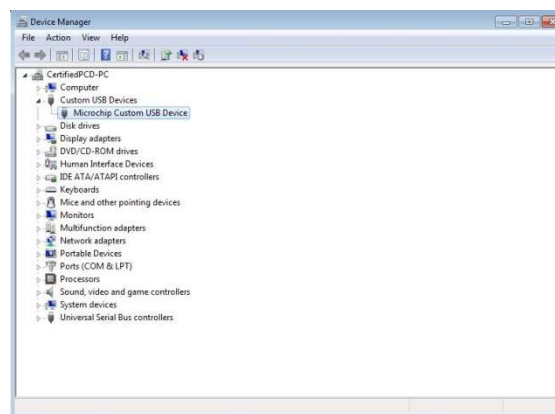 Device Manager
File Action View Help
CertifiedPCD-PC
Computer
Custom USB Devices
Microchip Custom USB Device
Disk drives
Display adapters
DVD/CD-ROM drives
Human Interface Devices
IDE ATA/ATAPI controllers
Keyboards
Mice and other pointing devices
Monitors
Multifunction adapters
Network adapters
Portable Devices
Ports (COM & LPT)
Processors
Sound, video and game controllers
System devices
Universal Serial Bus controllers